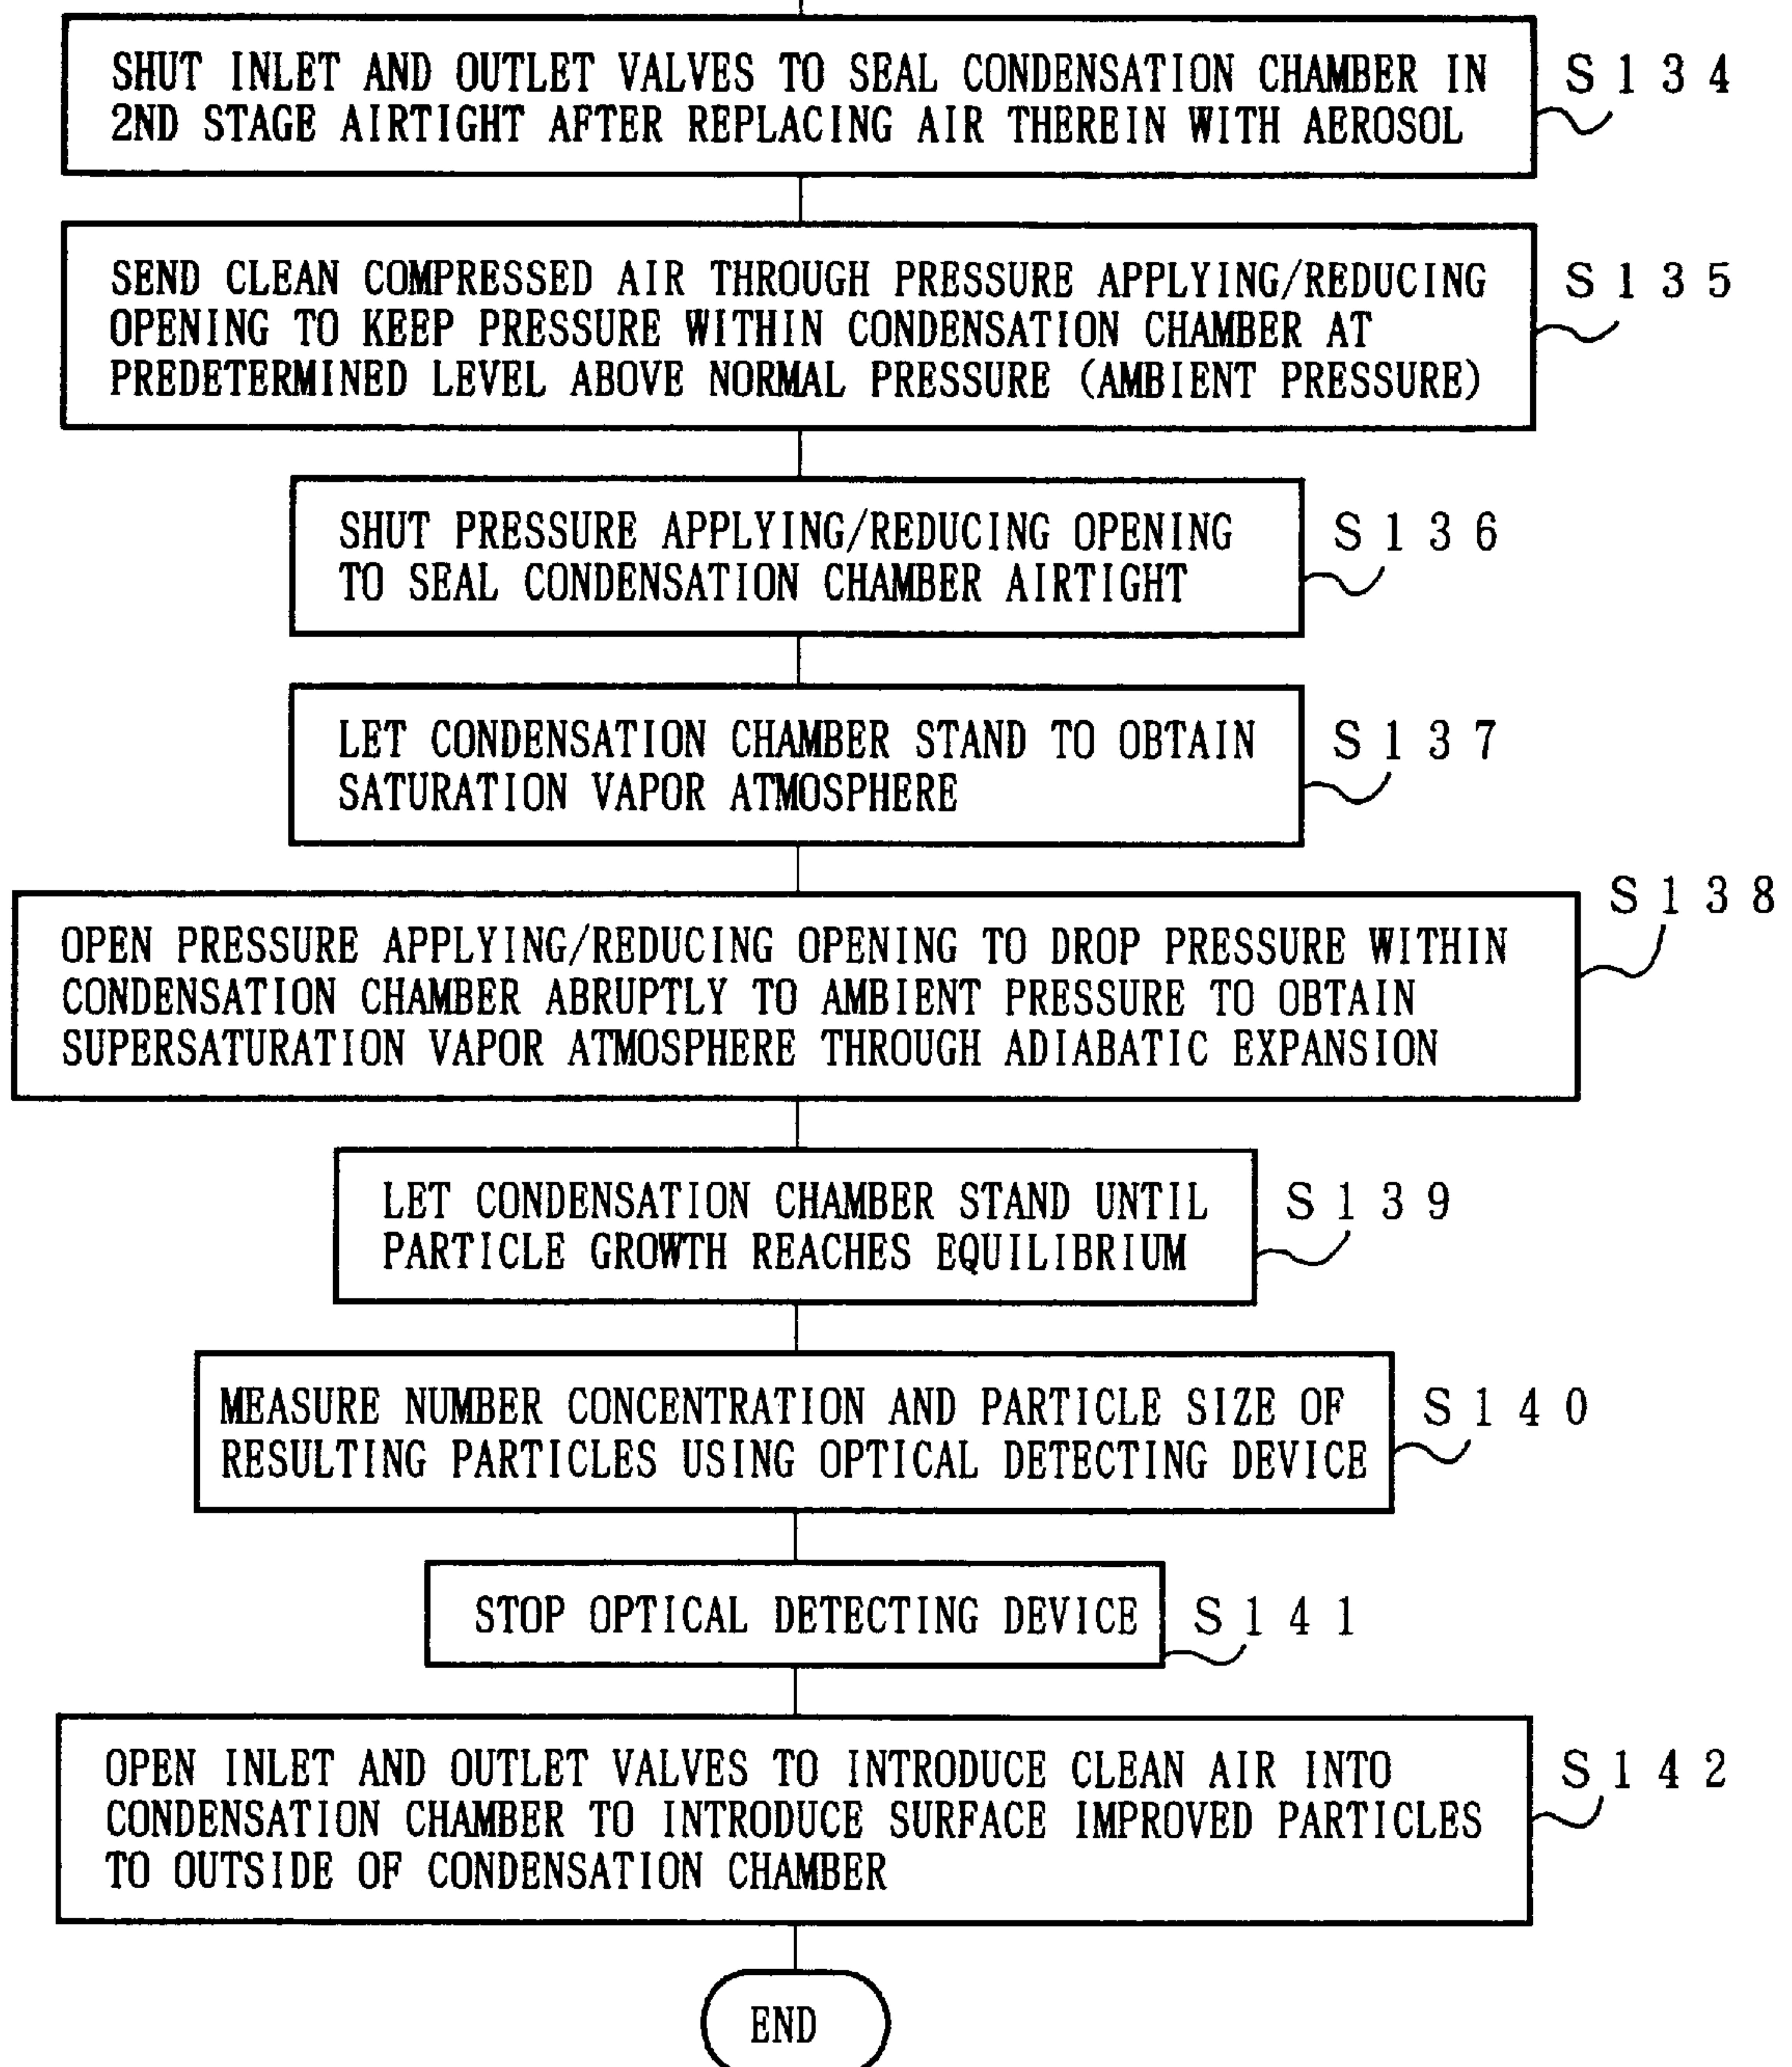 SHUT INLET AND OUTLET VALVES TO SEAL CONDENSATION CHAMBER IN
2ND STAGE AIRTIGHT AFTER REPLACING AIR THEREIN WITH AEROSOL
S134
SEND CLEAN COMPRESSED AIR THROUGH PRESSURE APPLYING/REDUCING
OPENING TO KEEP PRESSURE WITHIN CONDENSATION CHAMBER AT
PREDETERMINED LEVEL ABOVE NORMAL PRESSURE (AMBIENT PRESSURE)
S135
SHUT PRESSURE APPLYING/REDUCING OPENING
TO SEAL CONDENSATION CHAMBER AIRTIGHT
S136
LET CONDENSATION CHAMBER STAND TO OBTAIN
SATURATION VAPOR ATMOSPHERE
S137
OPEN PRESSURE APPLYING/REDUCING OPENING TO DROP PRESSURE WITHIN
CONDENSATION CHAMBER ABRUPTLY TO AMBIENT PRESSURE TO OBTAIN
SUPERSATURATION VAPOR ATMOSPHERE THROUGH ADIABATIC EXPANSION
S138
LET CONDENSATION CHAMBER STAND UNTIL
PARTICLE GROWTH REACHES EQUILIBRIUM
S139
MEASURE NUMBER CONCENTRATION AND PARTICLE SIZE OF
RESULTING PARTICLES USING OPTICAL DETECTING DEVICE
S140
STOP OPTICAL DETECTING DEVICE
S141
OPEN INLET AND OUTLET VALVES TO INTRODUCE CLEAN AIR INTO
CONDENSATION CHAMBER TO INTRODUCE SURFACE IMPROVED PARTICLES
TO OUTSIDE OF CONDENSATION CHAMBER
S142
END